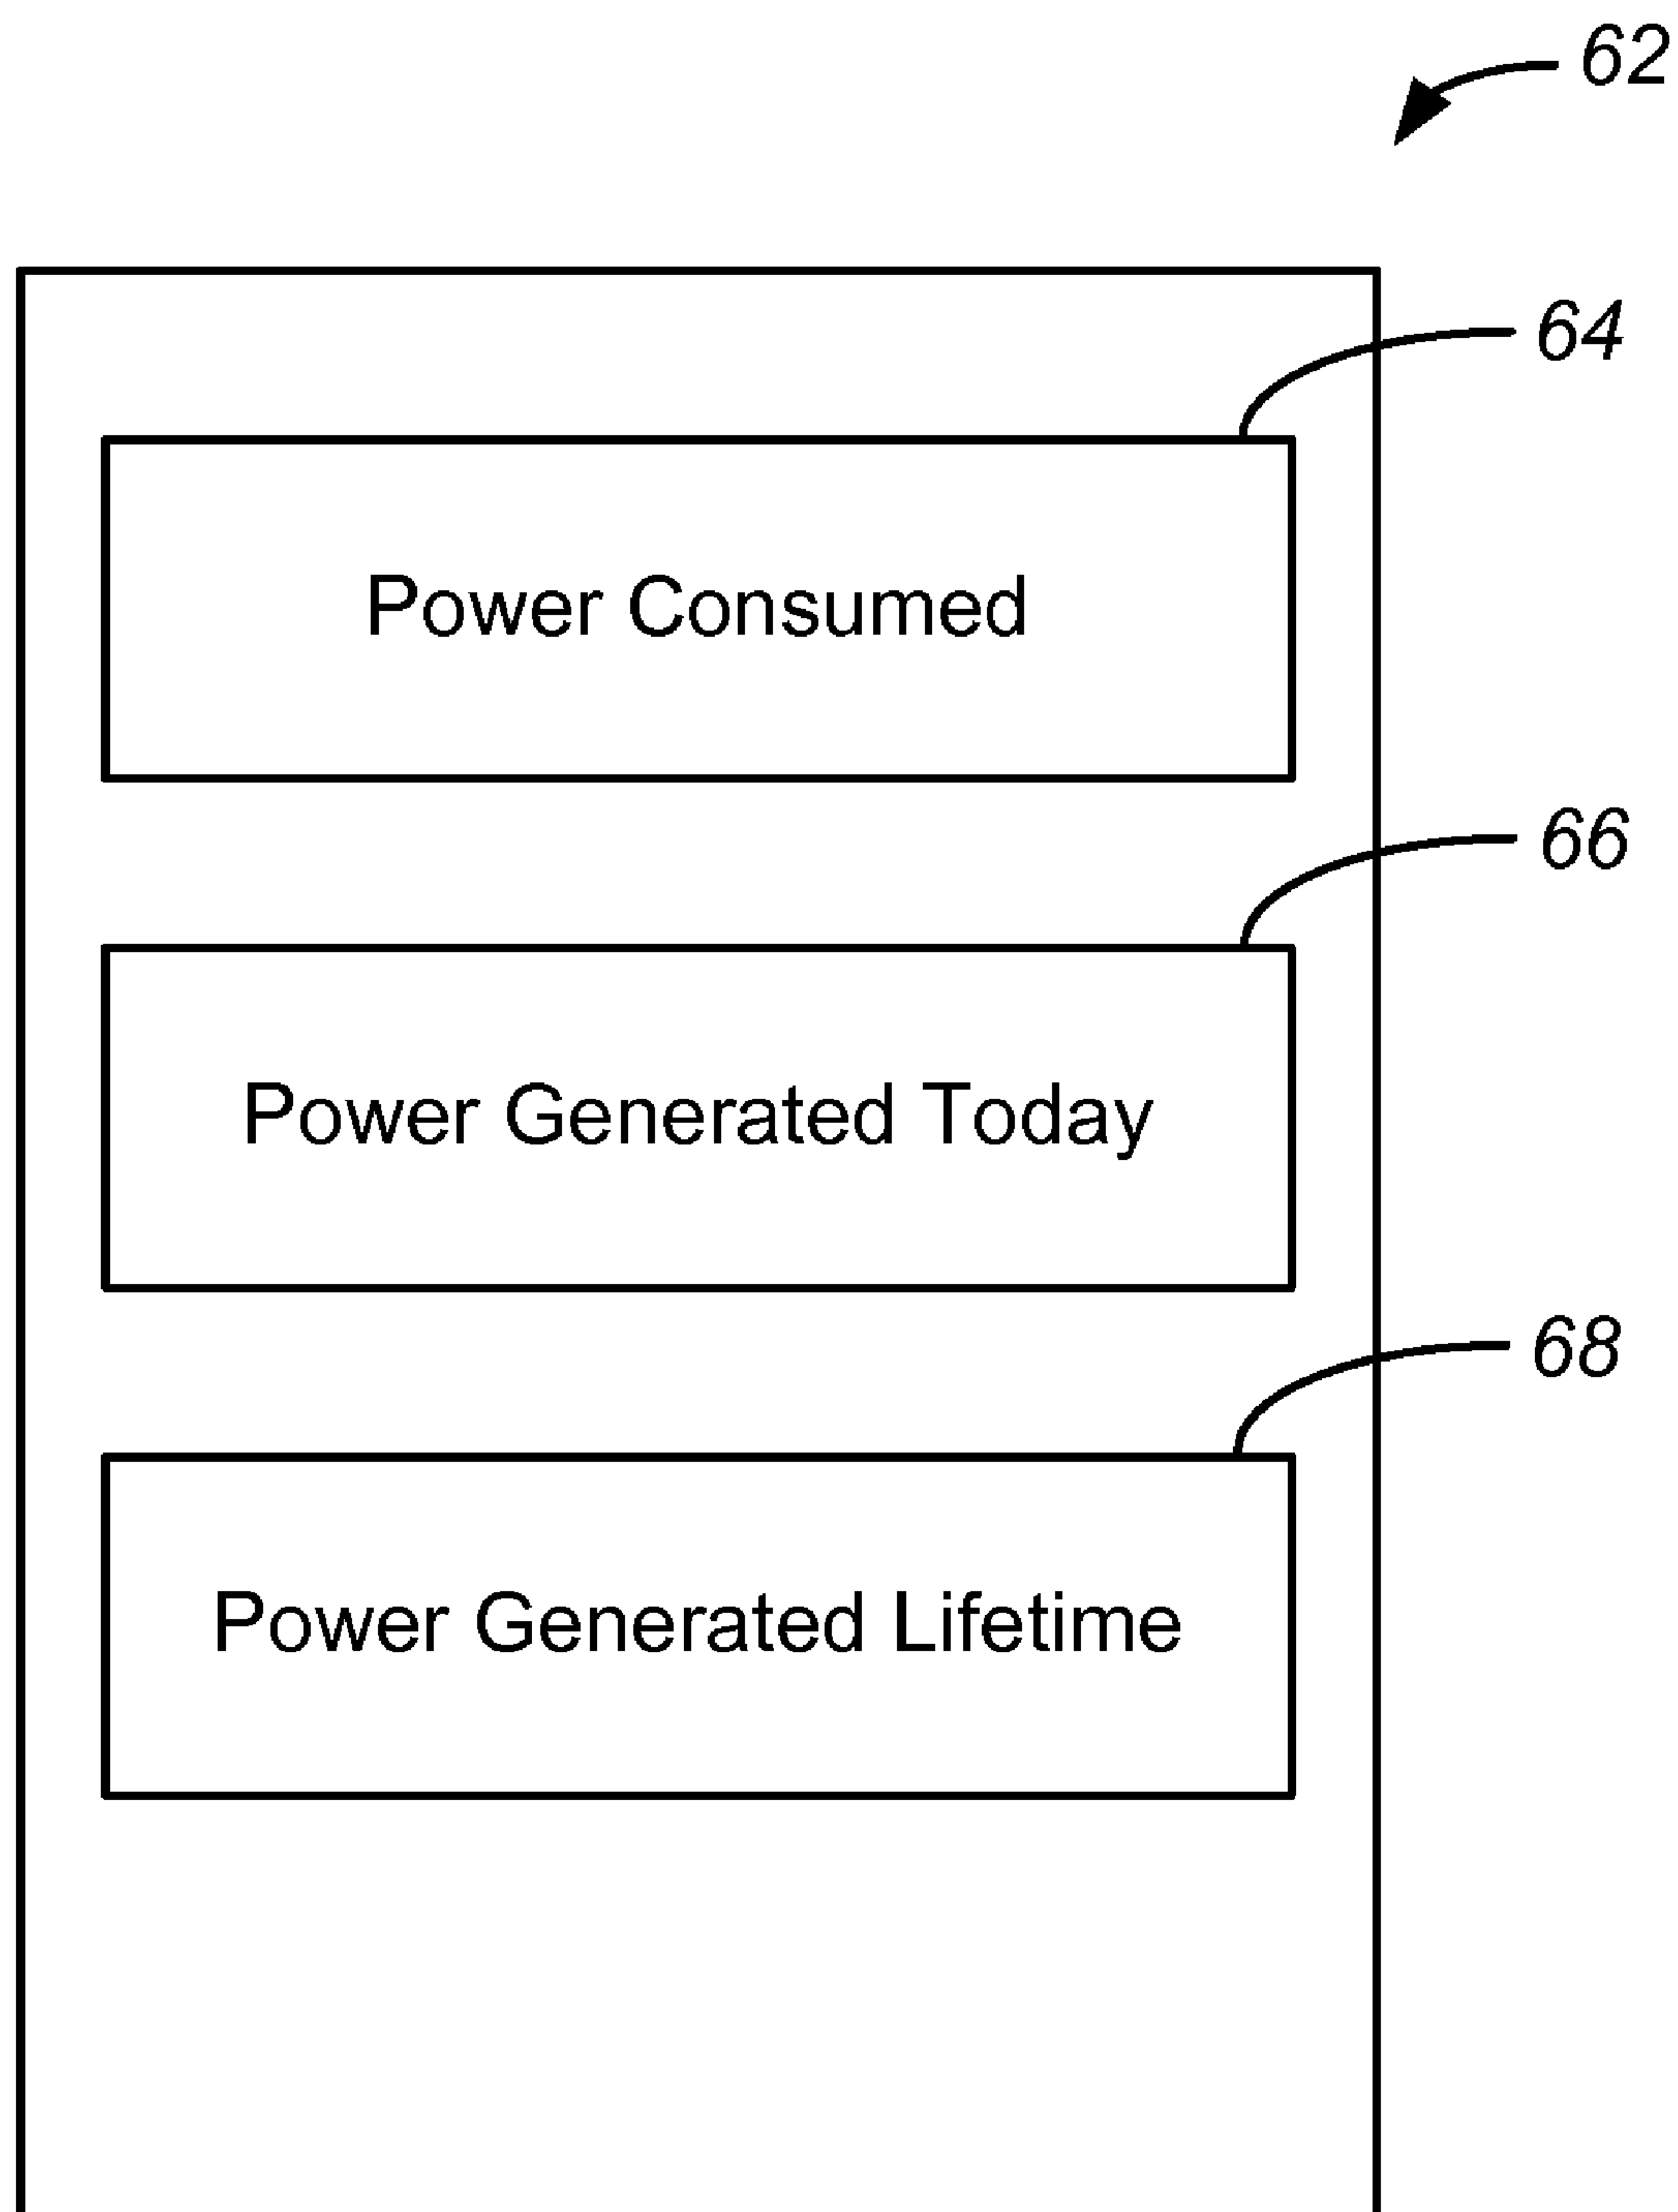 62
64
Power Consumed
66
Power Generated Today
68
Power Generated Lifetime